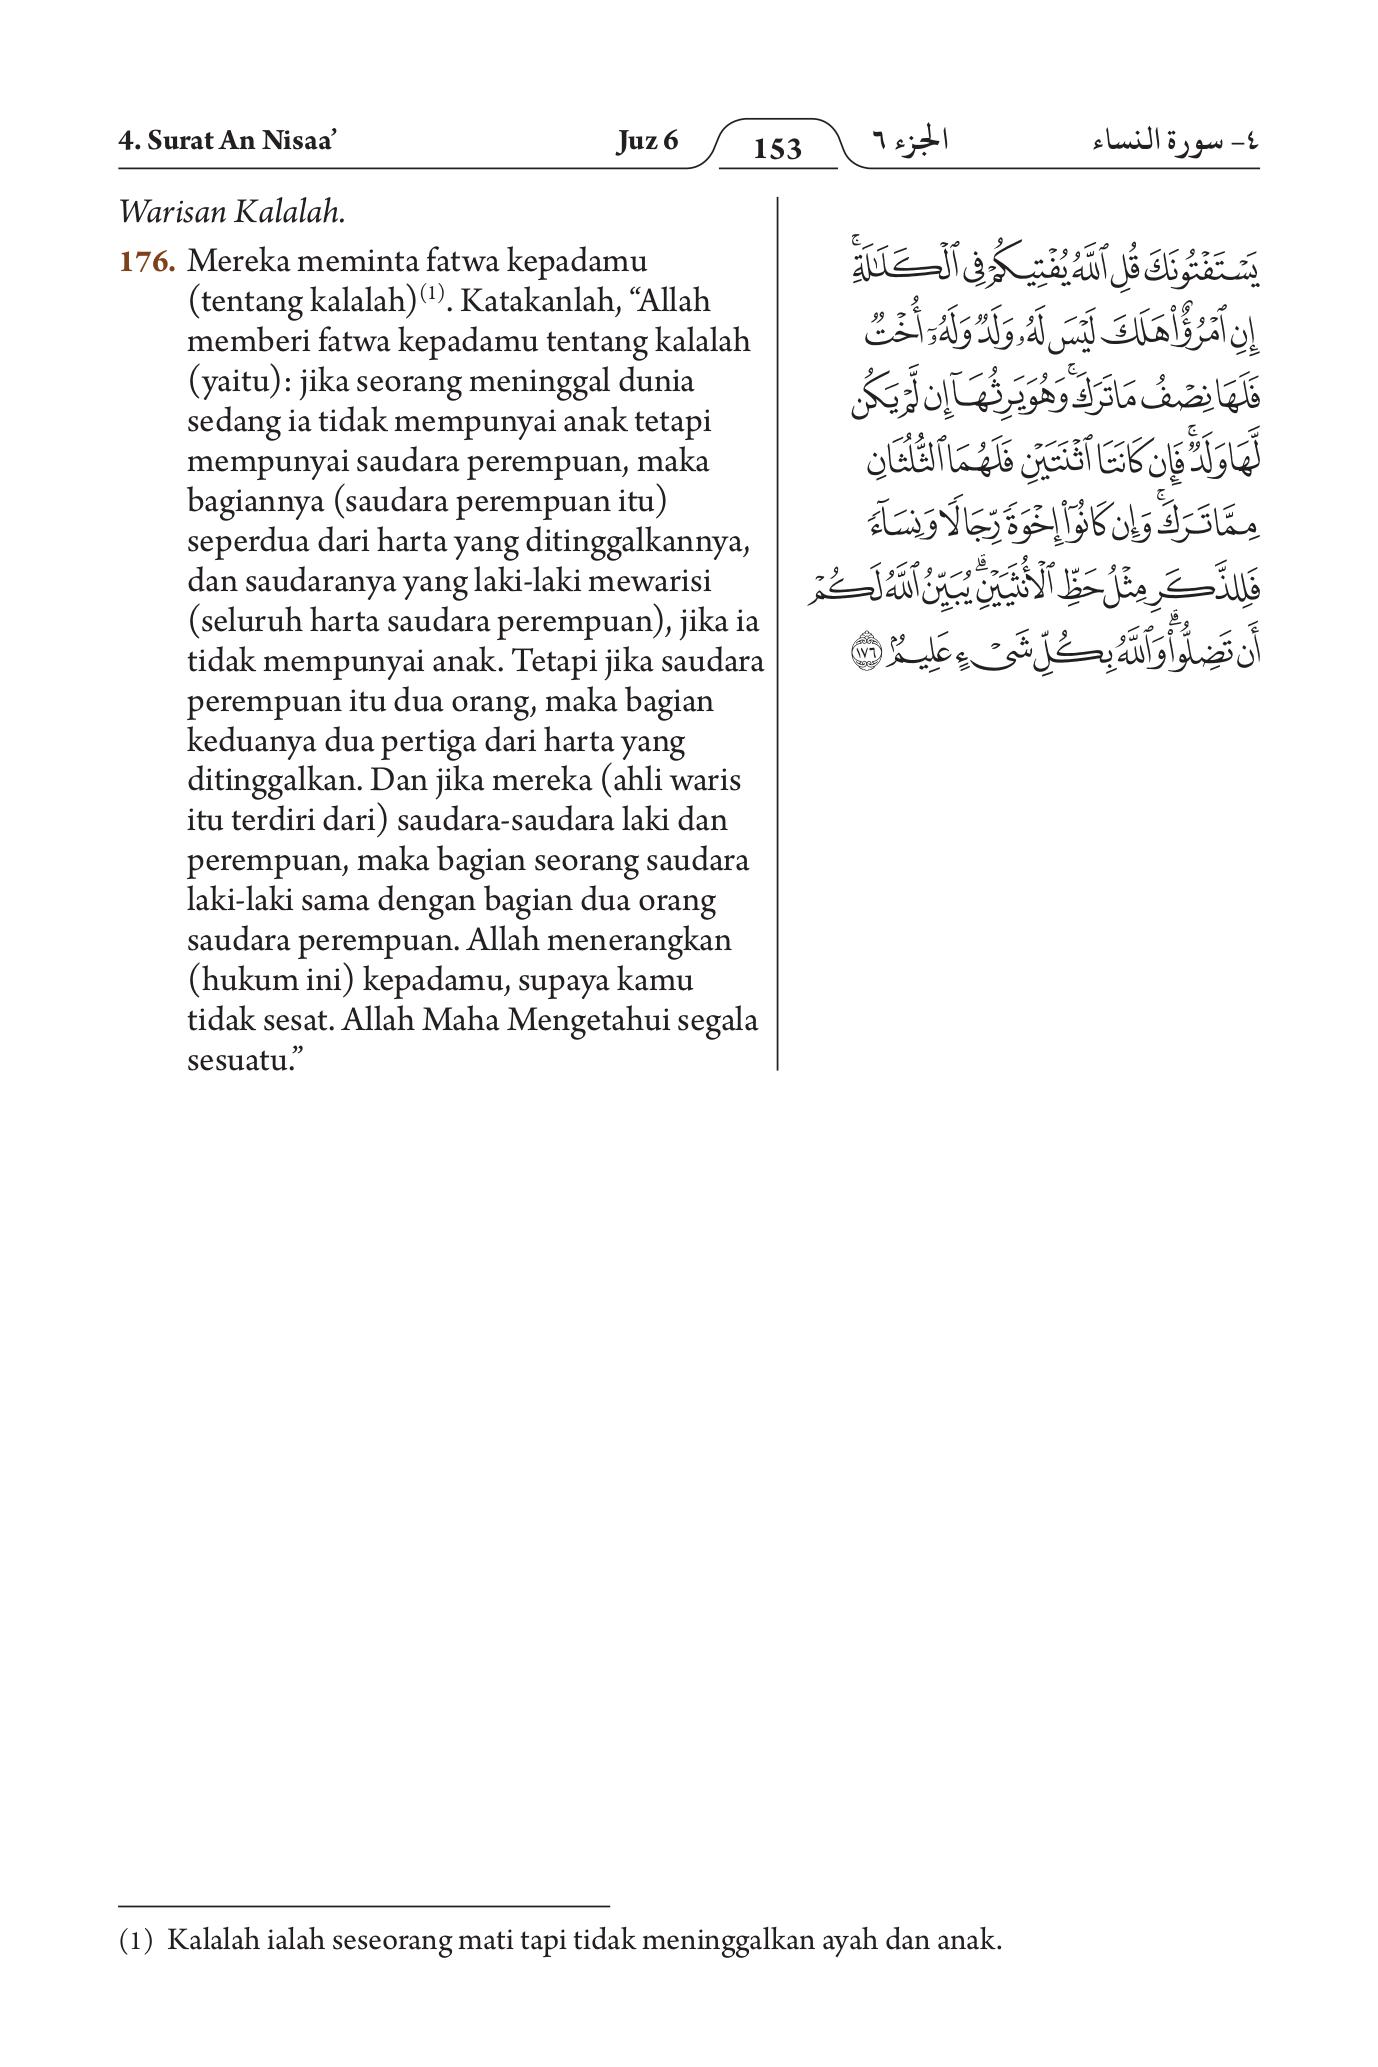 4. Surat An Nisaa’ Juz 6 153 الجزء ٦ ٤- سورة النساء
Warisan Kalalah.
176. Mereka meminta fatwa kepadamu
(tentang kalalah)(1). Katakanlah, “Allah
memberi fatwa kepadamu tentang kalalah
(yaitu): jika seorang meninggal dunia
sedang ia tidak mempunyai anak tetapi
mempunyai saudara perempuan, maka
bagiannya (saudara perempuan itu)
seperdua dari harta yang ditinggalkannya,
dan saudaranya yang laki-laki mewarisi
(seluruh harta saudara perempuan), jika ia
tidak mempunyai anak. Tetapi jika saudara
perempuan itu dua orang, maka bagian
keduanya dua pertiga dari harta yang
ditinggalkan. Dan jika mereka (ahli waris
itu terdiri dari) saudara-saudara laki dan
perempuan, maka bagian seorang saudara
laki-laki sama dengan bagian dua orang
saudara perempuan. Allah menerangkan
(hukum ini) kepadamu, supaya kamu
tidak sesat. Allah Maha Mengetahui segala
sesuatu.”
يَسۡتَفۡتُونَكَ قُلِ ٱللَّهُ يُفۡتِيكُمۡ فِي ٱلۡكَلَٰلَةِۚ
إِنِ ٱمۡرُؤٌاْ هَلَكَ لَيۡسَ لَهُۥ وَلَدٞ وَلَهُۥٓ أُخۡتٞ
فَلَهَا نِصۡفُ مَا تَرَكَۚ وَهُوَ يَرِثُهَآ إِن لَّمۡ يَكُن
لَّهَا وَلَدٞۚ فَإِن كَانَتَا ٱثۡنَتَيۡنِ فَلَهُمَا ٱلثُّلُثَانِ
مِمَّا تَرَكَۚ وَإِن كَانُوٓاْ إِخۡوَةٗ رِّجَالٗا وَنِسَآءٗ
فَلِلذَّكَرِ مِثۡلُ حَظِّ ٱلۡأُنثَيَيۡنِۗ يُبَيِّنُ ٱللَّهُ لَكُمۡ
أَن تَضِلُّواْۗ وَٱللَّهُ بِكُلِّ شَيۡءٍ عَلِيمُۢ ١٧٦
(1) Kalalah ialah seseorang mati tapi tidak meninggalkan ayah dan anak.